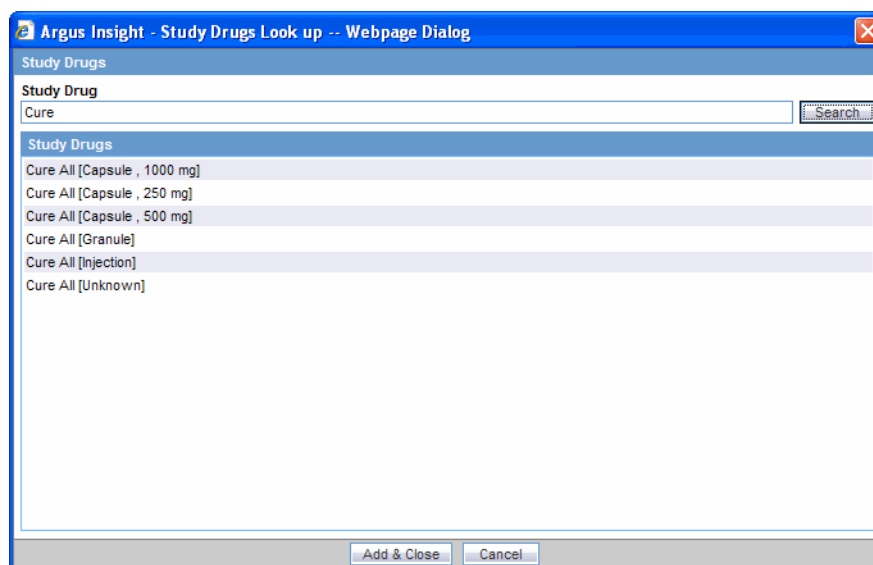 Argus Insight - Study Drugs Look up -- Webpage Dialog
Study Drugs
Study Drug
Cure
Search
Study Drugs
Cure All [Capsule , 1000 mg]
Cure All [Capsule , 250 mg]
Cure All [Capsule , 500 mg]
Cure All [Granule]
Cure All [Injection]
Cure All [Unknown]
Add & Close Cancel